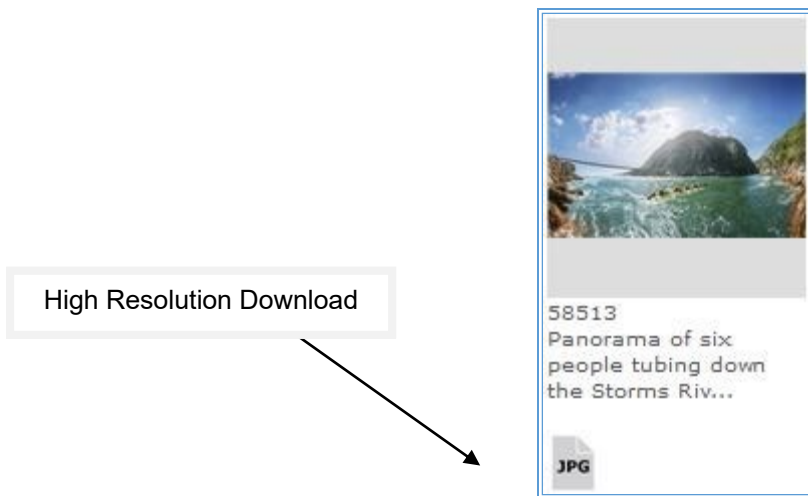 High Resolution Download
58513
Panorama of six
people tubing down
the Storms Riv...
JPG